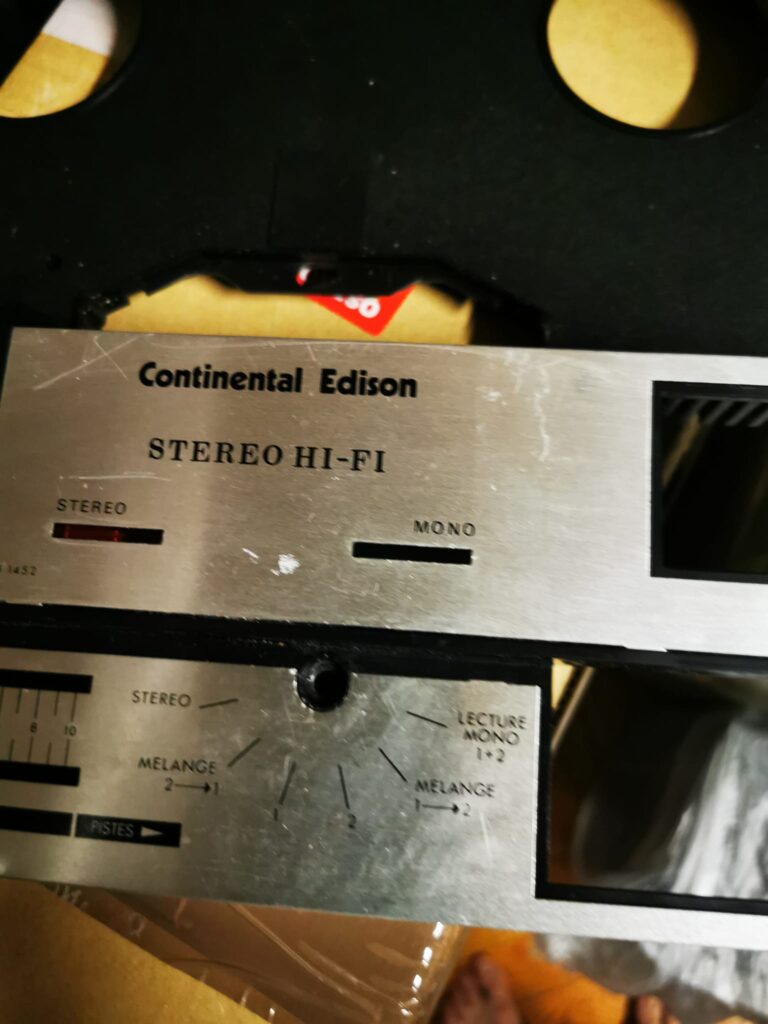 Continental Edison
STEREO HI-FI
STEREO
MONO
1452
STEREO
LECTURE
MONO
1+2
8 10
MELANGE
2→1
MELANGE
1→2
1
2
PISTES